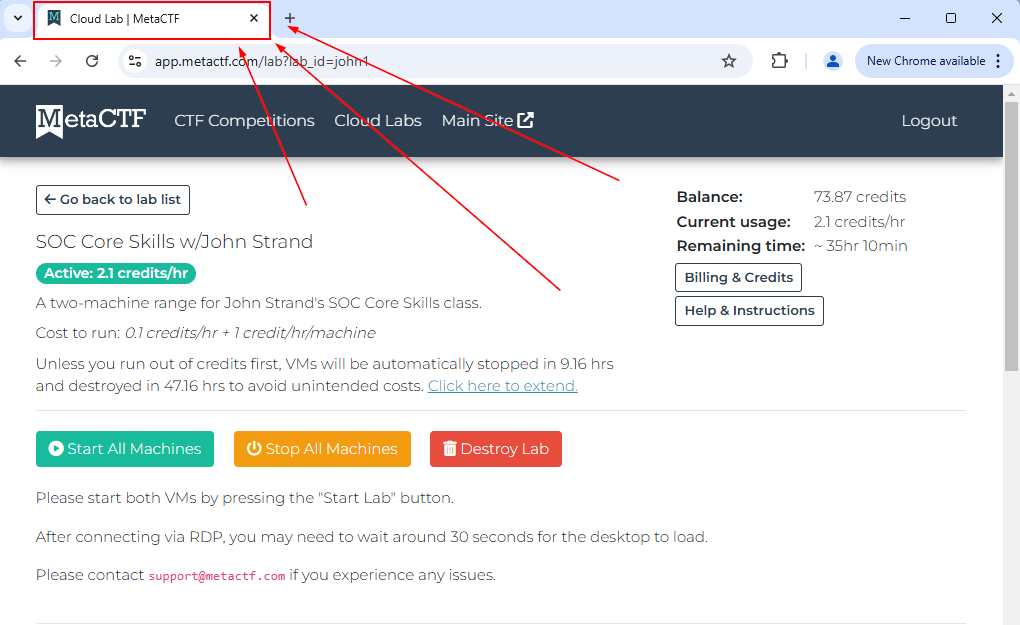 Cloud Lab | MetaCTF
app.metactf.com/lab?lab_id=john1
New Chrome available
MetaCTF
CTF Competitions
Cloud Labs
Main Site
Logout
Go back to lab list
SOC Core Skills w/John Strand
Active: 2.1 credits/hr
A two-machine range for John Strand's SOC Core Skills class.
Cost to run: 0.1 credits/hr + 1 credit/hr/machine
Unless you run out of credits first, VMs will be automatically stopped in 9.16 hrs
and destroyed in 47.16 hrs to avoid unintended costs. Click here to extend.
Balance: 73.87 credits
Current usage: 2.1 credits/hr
Remaining time: ~ 35hr 10min
Billing & Credits
Help & Instructions
Start All Machines
Stop All Machines
Destroy Lab
Please start both VMs by pressing the "Start Lab" button.
After connecting via RDP, you may need to wait around 30 seconds for the desktop to load.
Please contact support@metactf.com if you experience any issues.